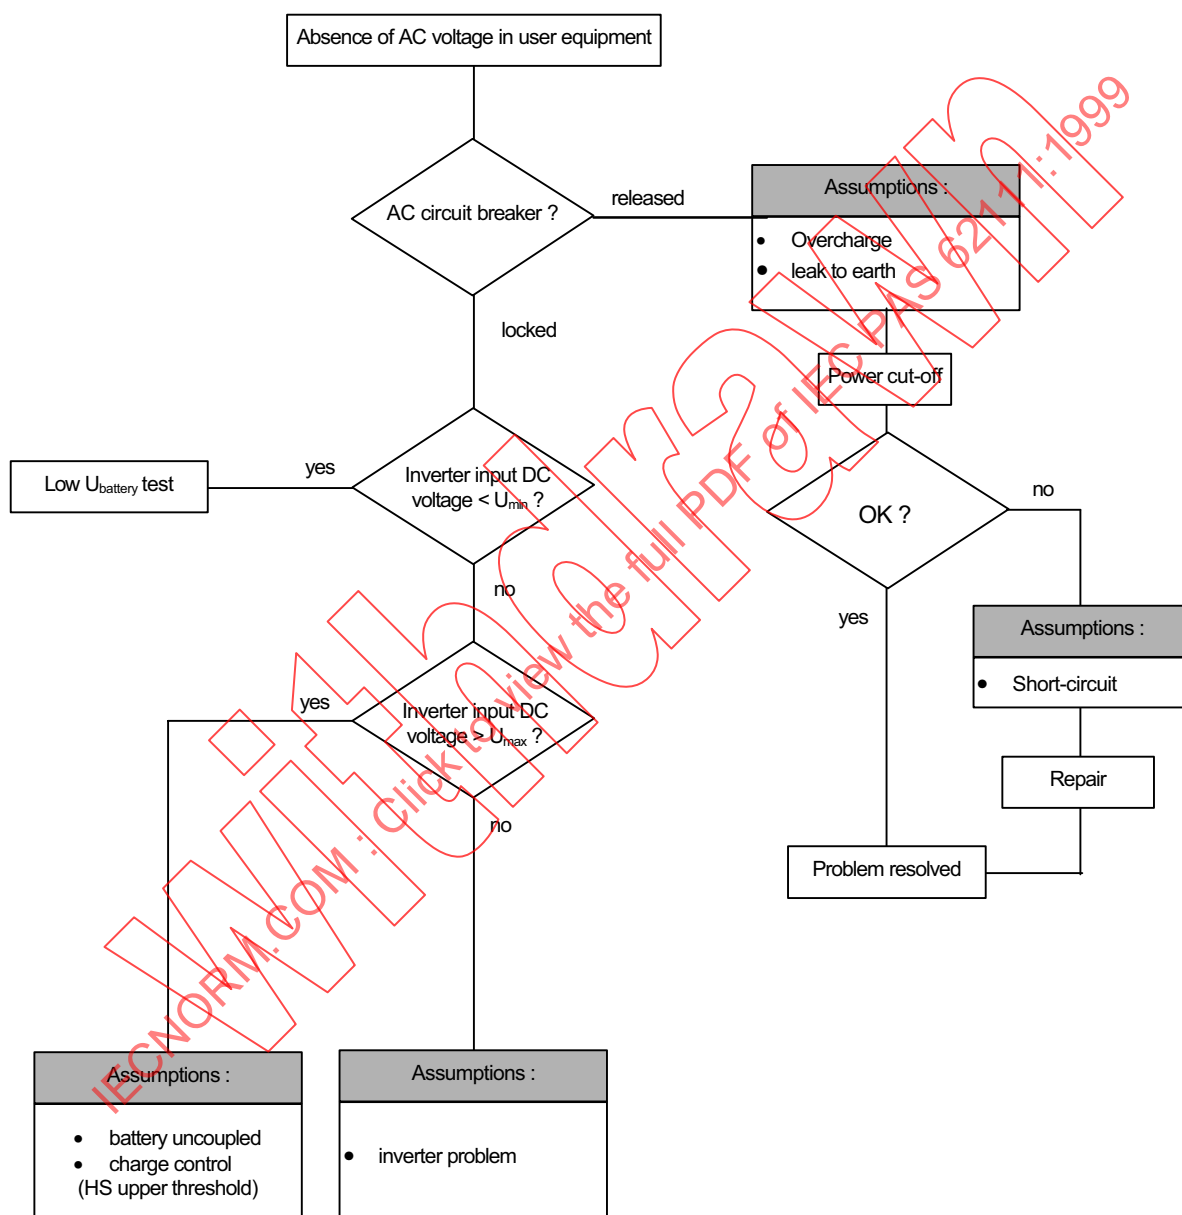 Absence of AC voltage in user equipment
AC circuit breaker ?
released
Assumptions :
• Overcharge
• leak to earth
locked
Power cut-off
Low Ubattery test
yes
Inverter input DC
voltage < Umin ?
OK ?
no
no
yes
Assumptions :
• Short-circuit
yes
Inverter input DC
voltage > Umax ?
Repair
no
Problem resolved
Assumptions :
• battery uncoupled
• charge control
(HS upper threshold)
Assumptions :
• inverter problem
IECNORM.COM : Click to view the full PDF of IEC PAS 62111:1999
Withdrawn